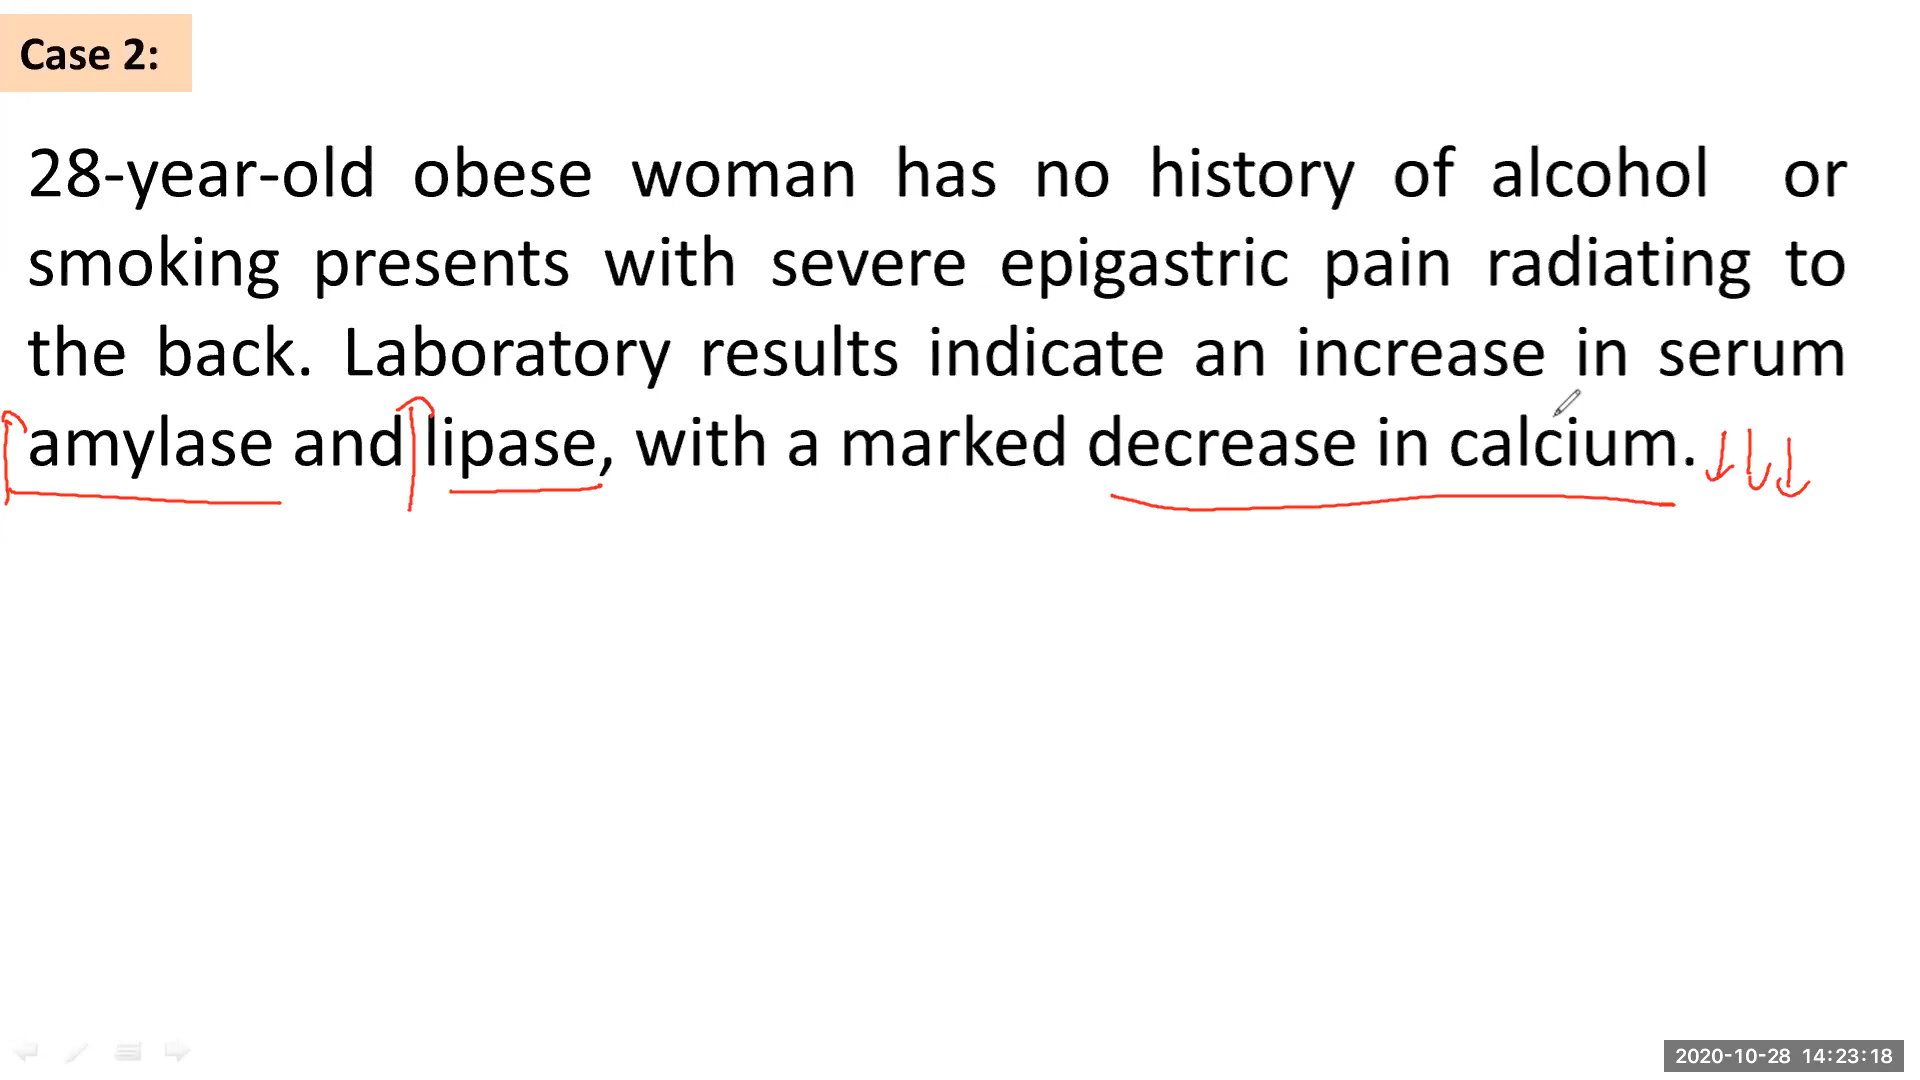 Case 2:
28-year-old obese woman has no history of alcohol or
smoking presents with severe epigastric pain radiating to
the back. Laboratory results indicate an increase in serum
amylase and lipase, with a marked decrease in calcium.
2020-10-28 14:23:18